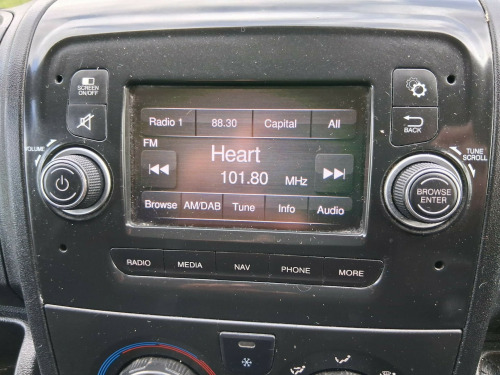 SCREEN
ON/OFF
Radio 1 88.30 Capital All
BACK
FM
Heart
101.80 MHz
VOLUME
TUNE
SCROLL
BROWSE
ENTER
Browse AM/DAB Tune Info Audio
RADIO MEDIA NAV PHONE MORE